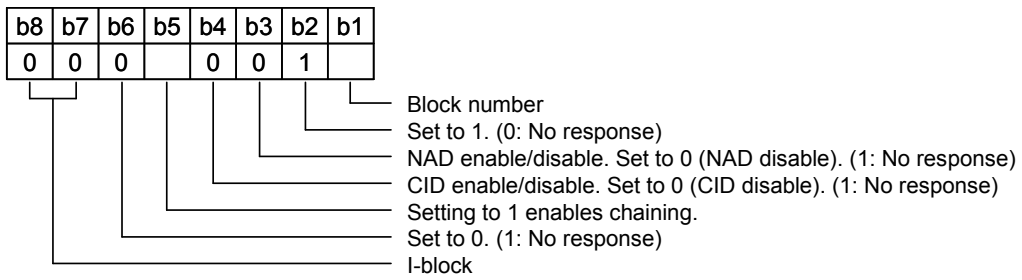 b8 b7 b6 b5 b4 b3 b2 b1
0 0 0 0 0 1
Block number
Set to 1. (0: No response)
NAD enable/disable. Set to 0 (NAD disable). (1: No response)
CID enable/disable. Set to 0 (CID disable). (1: No response)
Setting to 1 enables chaining.
Set to 0. (1: No response)
I-block